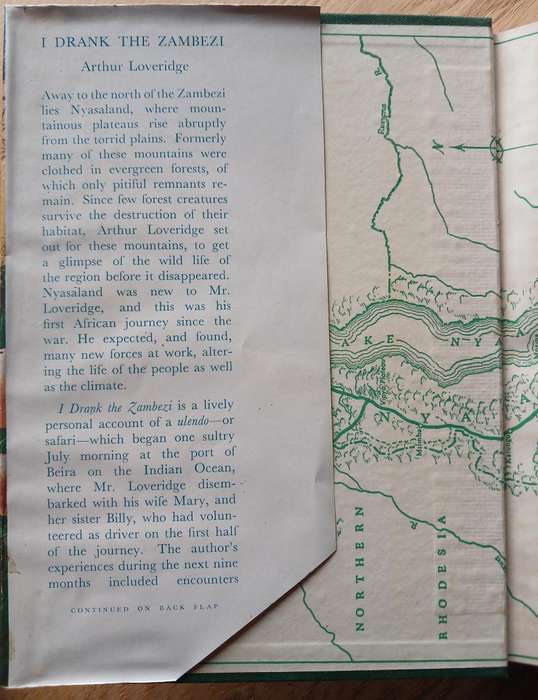 I DRANK THE ZAMBEZI
Arthur Loveridge
Away to the north of the Zambezi
lies Nyasaland, where moun-
tainous plateaus rise abruptly
from the torrid plains. Formerly
many of these mountains were
clothed in evergreen forests, of
which only pitiful remnants re-
main. Since few forest creatures
survive the destruction of their
habitat, Arthur Loveridge set
out for these mountains, to get
a glimpse of the wild life of
the region before it disappeared.
Nyasaland was new to Mr.
Loveridge, and this was his
first African journey since the
war. He expected, and found,
many new forces at work, alter-
ing the life of the people as well
as the climate.
I Drank the Zambezi is a lively
personal account of a ulendo—or
safari—which began one sultry
July morning at the port of
Beira on the Indian Ocean,
where Mr. Loveridge disem-
barked with his wife Mary, and
her sister Billy, who had volun-
teered as driver on the first half
of the journey. The author's
experiences during the next nine
months included encounters
CONTINUED ON BACK FLAP
R.
Ruvuma
N
AKE NYA
NYA
NORTHERN
RHODESIA
R